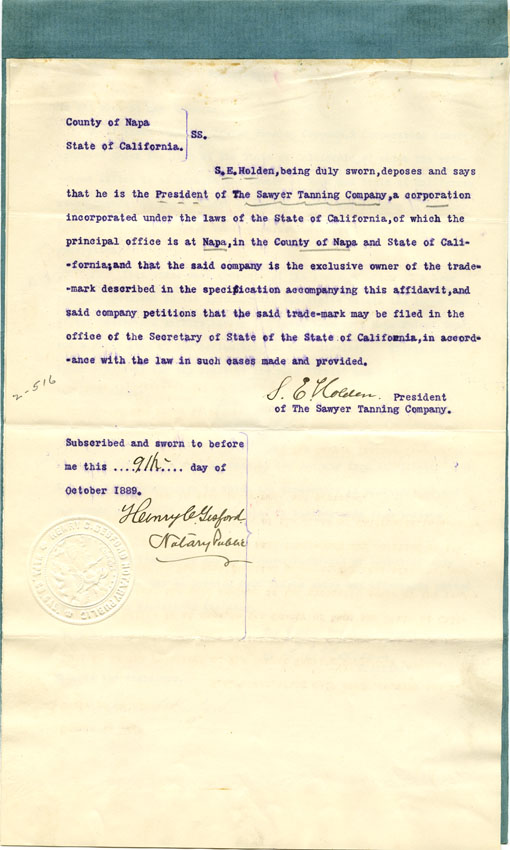 County of Napa
SS.
State of California.
S.E.Holden,being duly sworn,deposes and says
that he is the President of The Sawyer Tanning Company,a corporation
incorporated under the laws of the State of California,of which the
principal office is at Napa,in the County of Napa and State of Cali-
-fornia;and that the said company is the exclusive owner of the trade-
-mark described in the specification accompanying this affidavit,and
said company petitions that the said trade-mark may be filed in the
office of the Secretary of State of the State of California,in accord-
-ance with the law in such cases made and provided.
2-516
S. E. Holden. President
of The Sawyer Tanning Company.
Subscribed and sworn to before
me this ....9th.... day of
October 1889.
Henry C. Gesford
Notary Public
HENRY C. GESFORD NOTARY PUBLIC